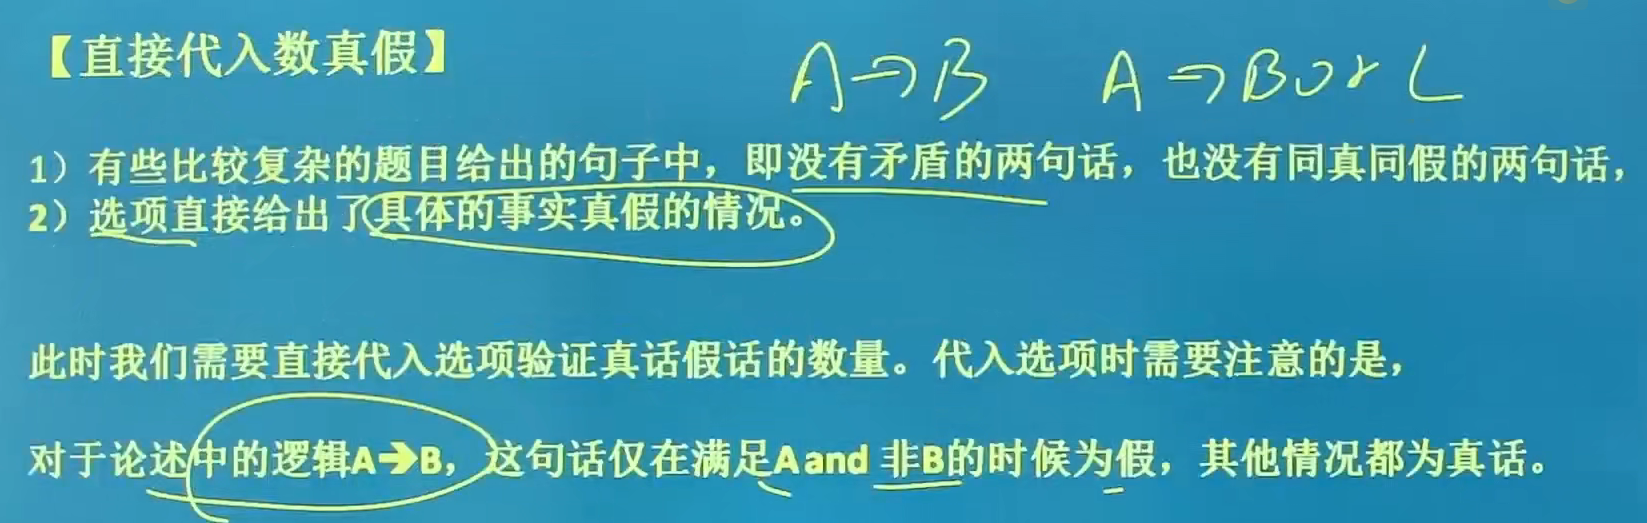 【直接代入数真假】
A→B A→B or C
1）有些比较复杂的题目给出的句子中，即没有矛盾的两句话，也没有同真同假的两句话，
2）选项直接给出了具体的事实真假的情况。
此时我们需要直接代入选项验证真话假话的数量。代入选项时需要注意的是，
对于论述中的逻辑A→B，这句话仅在满足A and 非B的时候为假，其他情况都为真话。